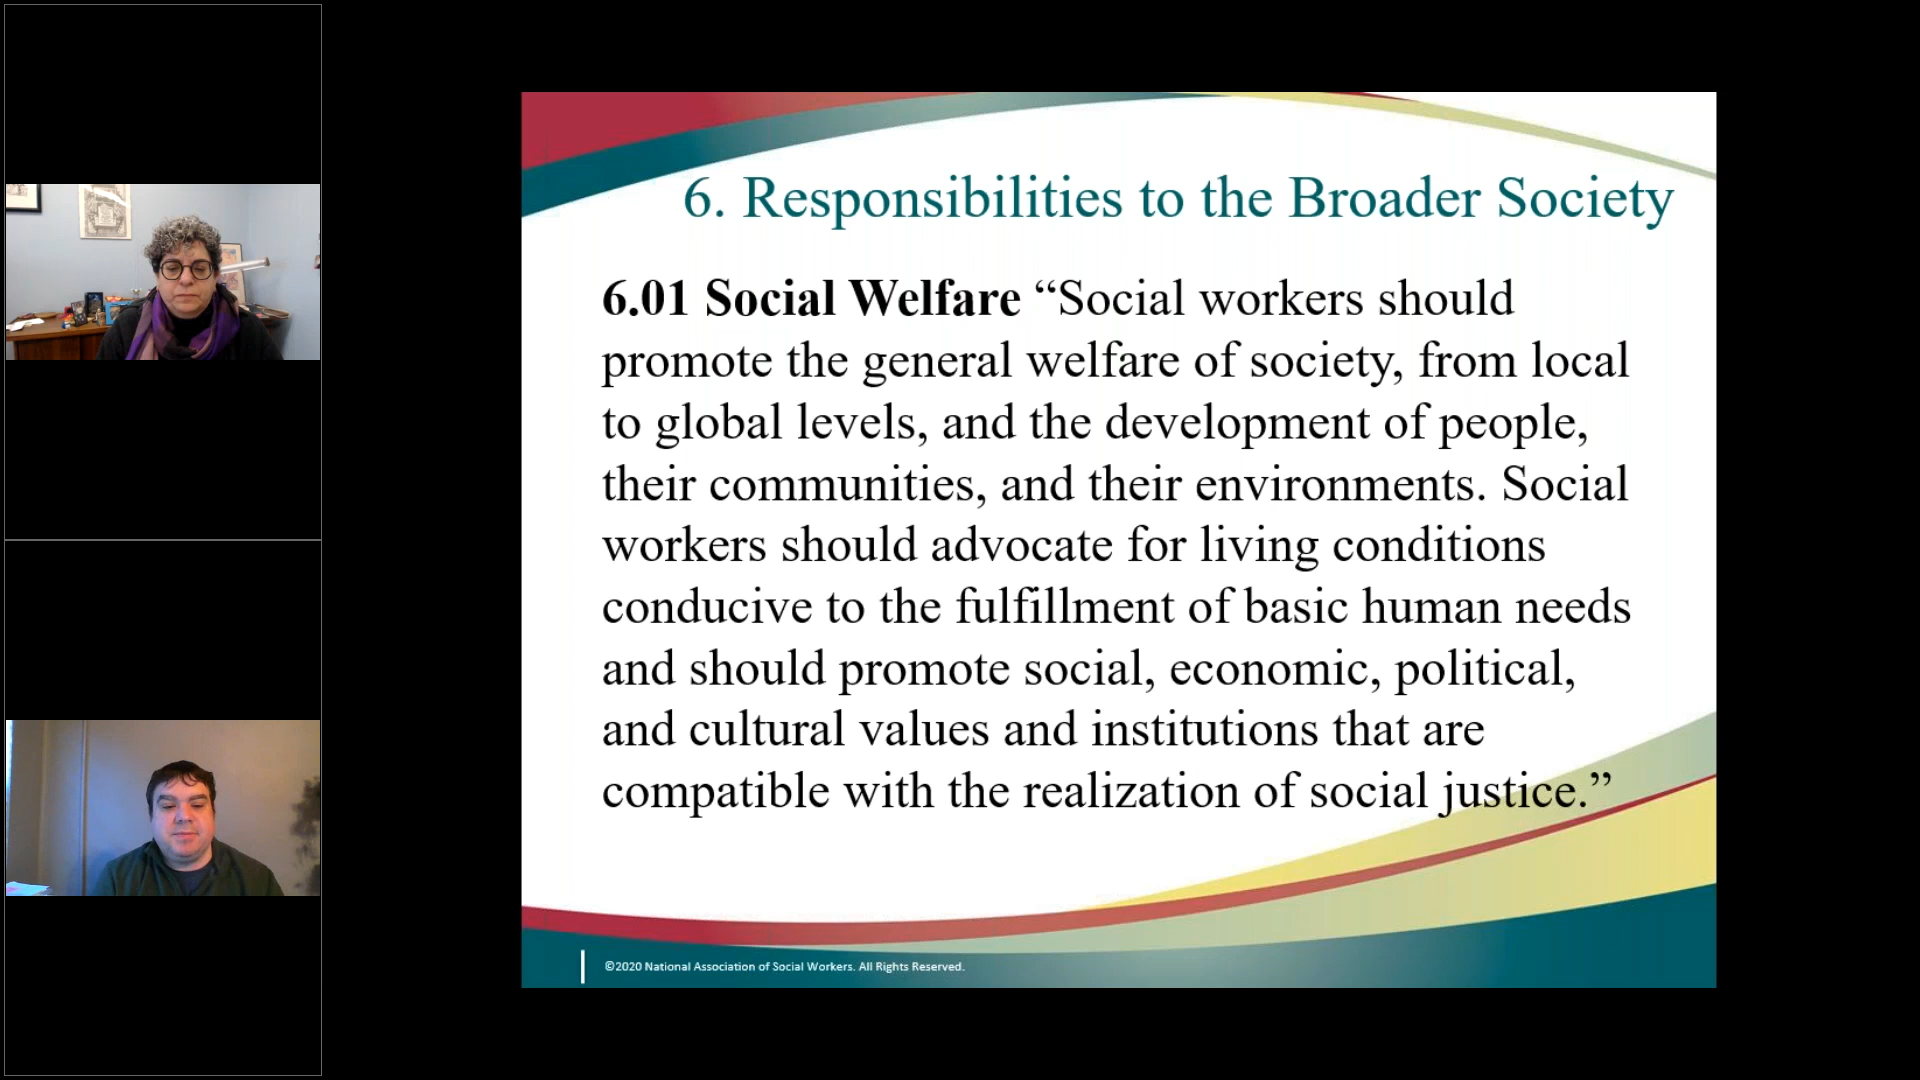 6. Responsibilities to the Broader Society
6.01 Social Welfare “Social workers should
promote the general welfare of society, from local
to global levels, and the development of people,
their communities, and their environments. Social
workers should advocate for living conditions
conducive to the fulfillment of basic human needs
and should promote social, economic, political,
and cultural values and institutions that are
compatible with the realization of social justice.”
©2020 National Association of Social Workers. All Rights Reserved.